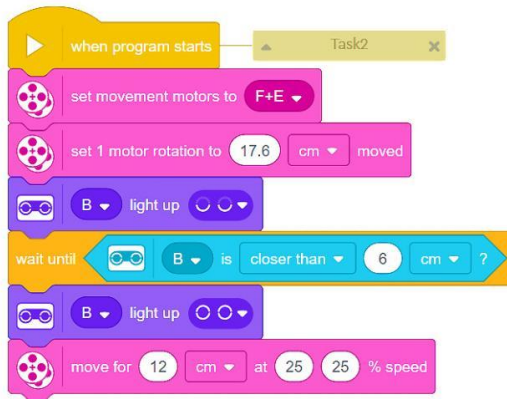 when program starts Task2
set movement motors to F+E
set 1 motor rotation to 17.6 cm moved
B light up
wait until B is closer than 6 cm ?
B light up
move for 12 cm at 25 25 % speed